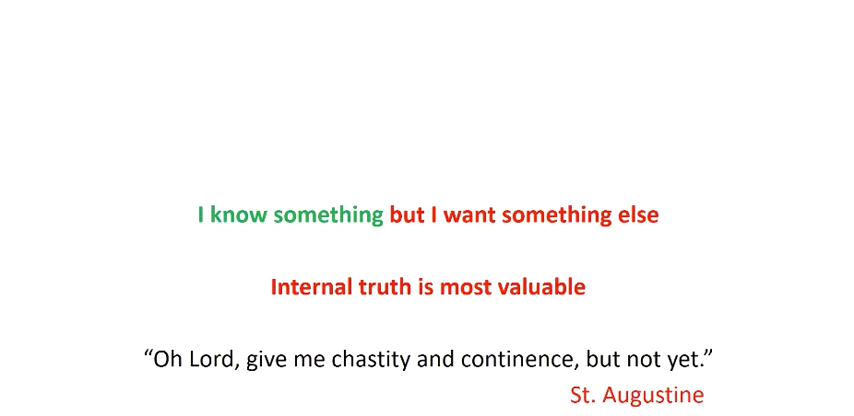 I know something but I want something else
Internal truth is most valuable
“Oh Lord, give me chastity and continence, but not yet.”
St. Augustine